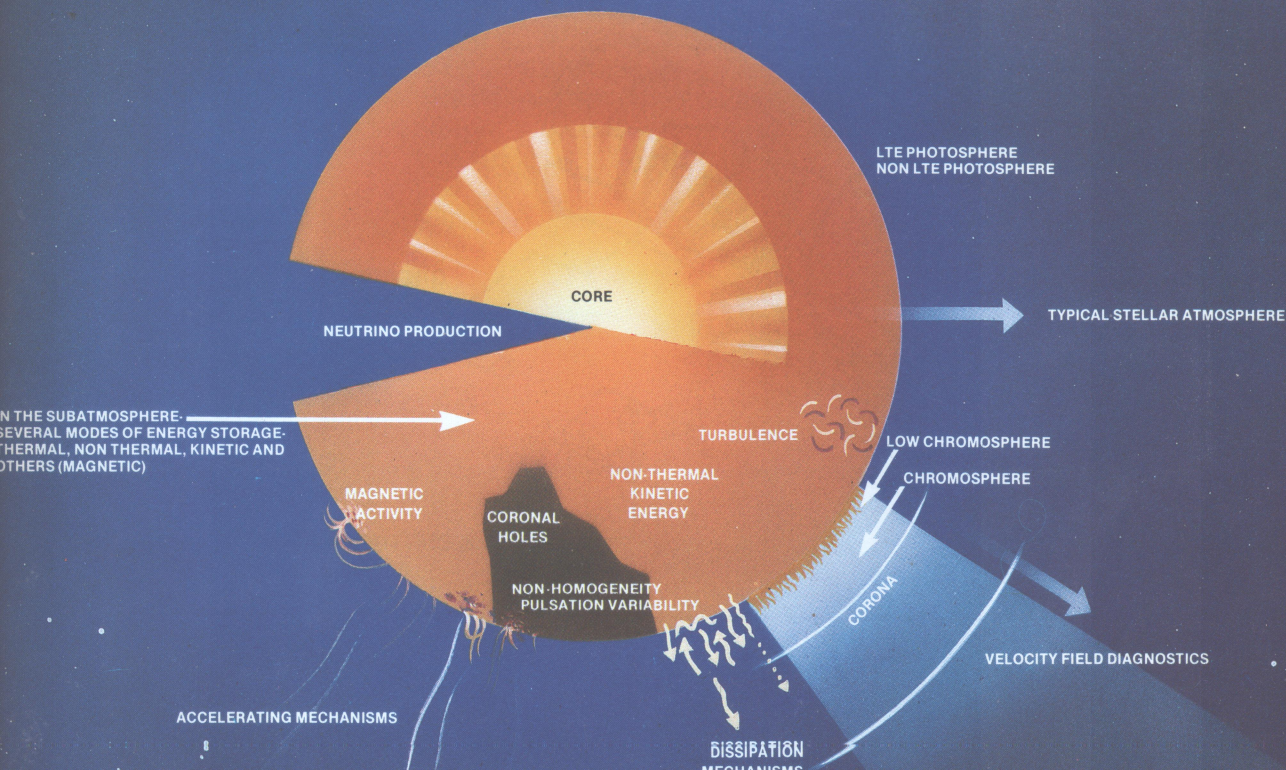 LTE PHOTOSPHERE
NON LTE PHOTOSPHERE
CORE
TYPICAL STELLAR ATMOSPHERE
NEUTRINO PRODUCTION
N THE SUBATMOSPHERE-
SEVERAL MODES OF ENERGY STORAGE-
THERMAL, NON THERMAL, KINETIC AND
OTHERS (MAGNETIC)
TURBULENCE
LOW CHROMOSPHERE
CHROMOSPHERE
NON-THERMAL
KINETIC
ENERGY
MAGNETIC
ACTIVITY
CORONAL
HOLES
NON-HOMOGENEITY
PULSATION VARIABILITY
CORONA
VELOCITY FIELD DIAGNOSTICS
ACCELERATING MECHANISMS
DISSIPATION
MECHANISMS